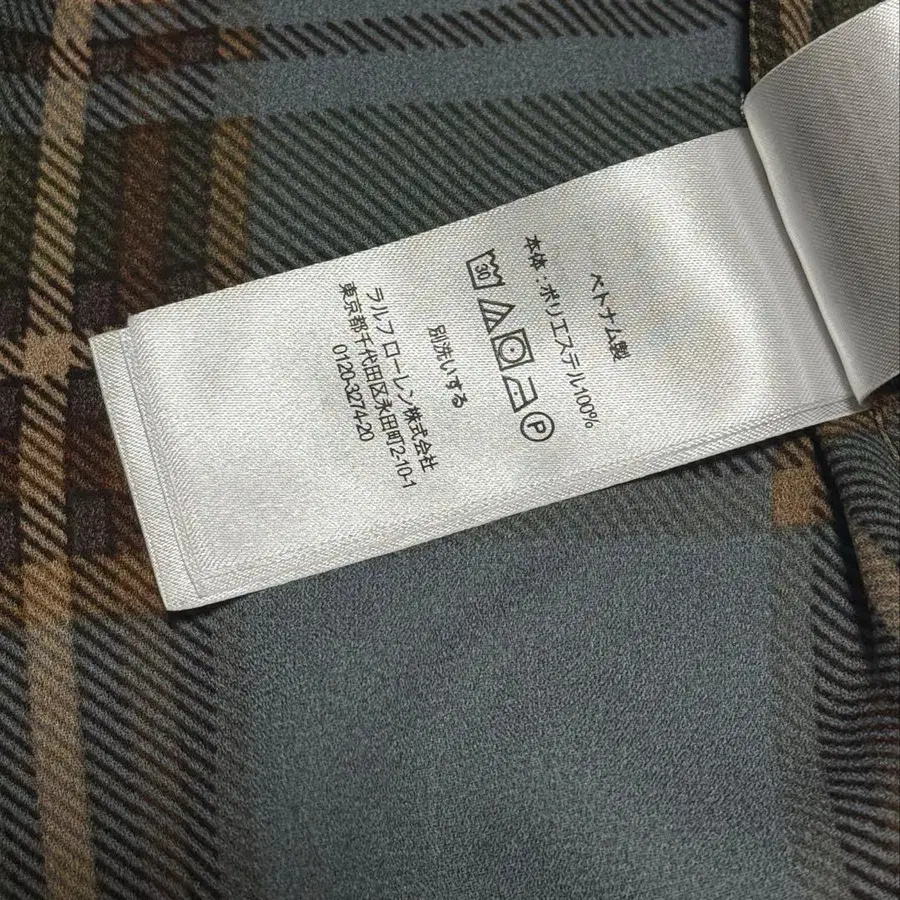 ベトナム製
本体：ポリエステル100%
30
P
別洗いする
ラルフ ローレン株式会社
東京都千代田区永田町2-10-1
0120-3274-20